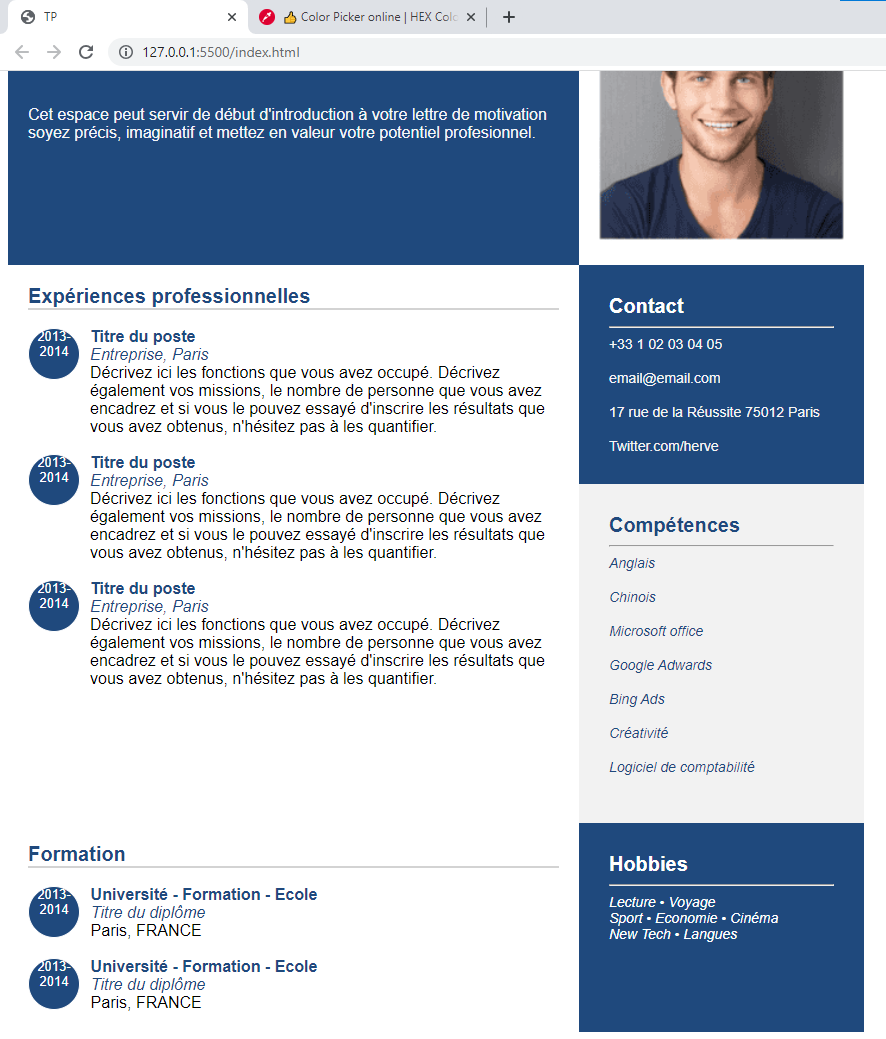 TP
👍 Color Picker online | HEX Colo
127.0.0.1:5500/index.html
Cet espace peut servir de début d'introduction à votre lettre de motivation
soyez précis, imaginatif et mettez en valeur votre potentiel profesionnel.
Expériences professionnelles
2013-
2014
Titre du poste
Entreprise, Paris
Décrivez ici les fonctions que vous avez occupé. Décrivez
également vos missions, le nombre de personne que vous avez
encadrez et si vous le pouvez essayé d'inscrire les résultats que
vous avez obtenus, n'hésitez pas à les quantifier.
2013-
2014
Titre du poste
Entreprise, Paris
Décrivez ici les fonctions que vous avez occupé. Décrivez
également vos missions, le nombre de personne que vous avez
encadrez et si vous le pouvez essayé d'inscrire les résultats que
vous avez obtenus, n'hésitez pas à les quantifier.
2013-
2014
Titre du poste
Entreprise, Paris
Décrivez ici les fonctions que vous avez occupé. Décrivez
également vos missions, le nombre de personne que vous avez
encadrez et si vous le pouvez essayé d'inscrire les résultats que
vous avez obtenus, n'hésitez pas à les quantifier.
Formation
2013-
2014
Université - Formation - Ecole
Titre du diplôme
Paris, FRANCE
2013-
2014
Université - Formation - Ecole
Titre du diplôme
Paris, FRANCE
Contact
+33 1 02 03 04 05
email@email.com
17 rue de la Réussite 75012 Paris
Twitter.com/herve
Compétences
Anglais
Chinois
Microsoft office
Google Adwards
Bing Ads
Créativité
Logiciel de comptabilité
Hobbies
Lecture • Voyage
Sport • Economie • Cinéma
New Tech • Langues